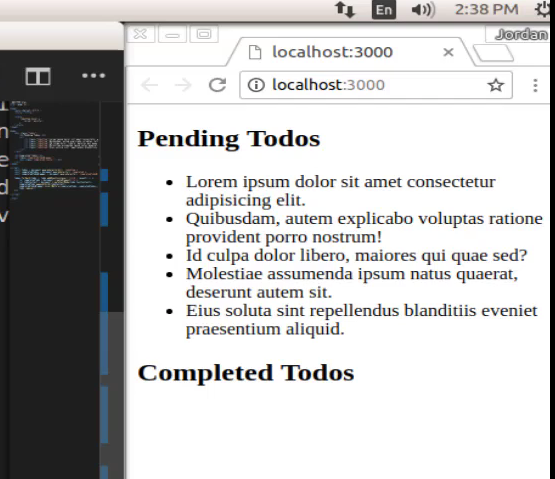 En 2:38 PM
Jordan
localhost:3000
localhost:3000
Pending Todos
Lorem ipsum dolor sit amet consectetur
adipisicing elit.
Quibusdam, autem explicabo voluptas ratione
provident porro nostrum!
Id culpa dolor libero, maiores qui quae sed?
Molestiae assumenda ipsum natus quaerat,
deserunt autem sit.
Eius soluta sint repellendus blanditiis eveniet
praesentium aliquid.
Completed Todos
n
e
d
v